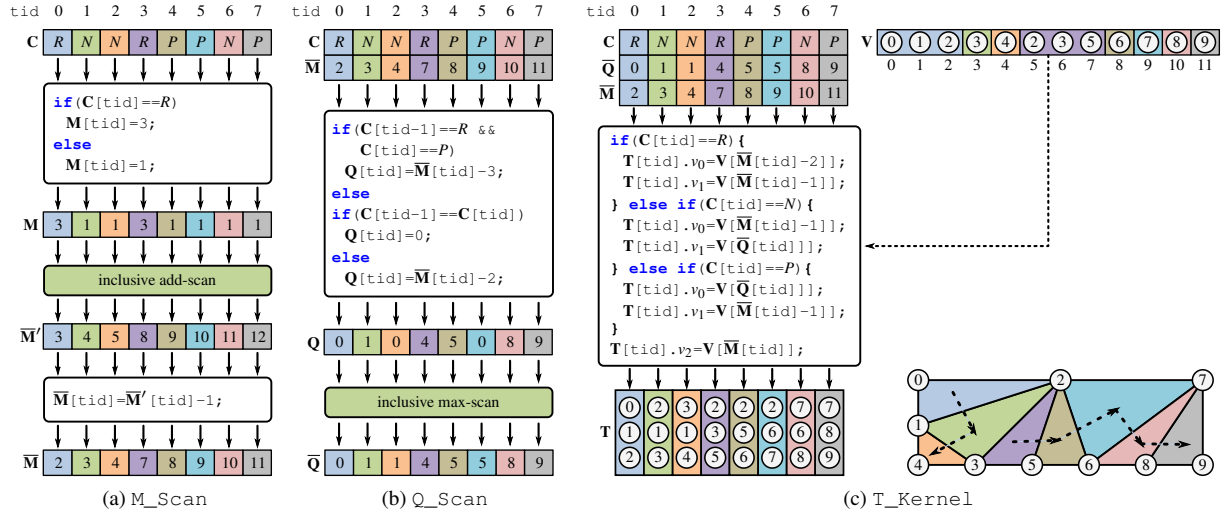 tid 0 1 2 3 4 5 6 7
C R N N R P P N P
if(C[tid]==R)
M[tid]=3;
else
M[tid]=1;
M 3 1 1 3 1 1 1 1
inclusive add-scan
M̅′ 3 4 5 8 9 10 11 12
M̅[tid]=M̅′[tid]-1;
M̅ 2 3 4 7 8 9 10 11
(a) M_Scan
tid 0 1 2 3 4 5 6 7
C R N N R P P N P
M̅ 2 3 4 7 8 9 10 11
if(C[tid-1]==R &&
C[tid]==P)
Q[tid]=M̅[tid]-3;
else
if(C[tid-1]==C[tid])
Q[tid]=0;
else
Q[tid]=M̅[tid]-2;
Q 0 1 0 4 5 0 8 9
inclusive max-scan
Q̅ 0 1 1 4 5 5 8 9
(b) Q_Scan
tid 0 1 2 3 4 5 6 7
C R N N R P P N P
Q̅ 0 1 1 4 5 5 8 9
M̅ 2 3 4 7 8 9 10 11
if(C[tid]==R){
T[tid].v₀=V[M̅[tid]-2]];
T[tid].v₁=V[M̅[tid]-1]];
} else if(C[tid]==N){
T[tid].v₀=V[M̅[tid]-1]];
T[tid].v₁=V[Q̅[tid]]];
} else if(C[tid]==P){
T[tid].v₀=V[Q̅[tid]]];
T[tid].v₁=V[M̅[tid]-1]];
}
T[tid].v₂=V[M̅[tid]];
T
0 2 3 2 2 2 7 7
1 1 1 3 5 6 6 8
2 3 4 5 6 7 8 9
V 0 1 2 3 4 2 3 5 6 7 8 9
0 1 2 3 4 5 6 7 8 9 10 11
0 2 7
1
4 3 5 6 8 9
(c) T_Kernel